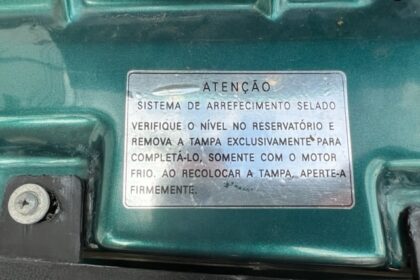 ATENÇÃO
SISTEMA DE ARREFECIMENTO SELADO
VERIFIQUE O NÍVEL NO RESERVATÓRIO E
REMOVA A TAMPA EXCLUSIVAMENTE PARA
COMPLETÁ-LO, SOMENTE COM O MOTOR
FRIO. AO RECOLOCAR A TAMPA, APERTE-A
FIRMEMENTE.